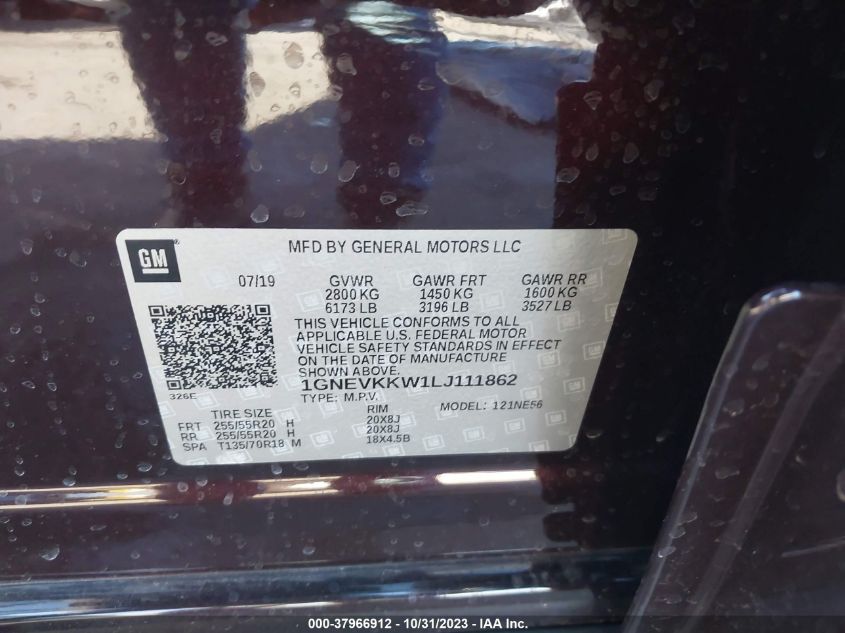 GM®
MFD BY GENERAL MOTORS LLC
07/19 GVWR GAWR FRT GAWR RR
2800 KG 1450 KG 1600 KG
6173 LB 3196 LB 3527 LB
THIS VEHICLE CONFORMS TO ALL
APPLICABLE U.S. FEDERAL MOTOR
VEHICLE SAFETY STANDARDS IN EFFECT
ON THE DATE OF MANUFACTURE
SHOWN ABOVE.
326E 1GNEVKKW1LJ111862
TYPE: M.P.V. MODEL: 121NE56
TIRE SIZE RIM
FRT 255/55R20 H 20X8J
RR 255/55R20 H 20X8J
SPA T135/70R18 M 18X4.5B
000-37966912 - 10/31/2023 - IAA Inc.